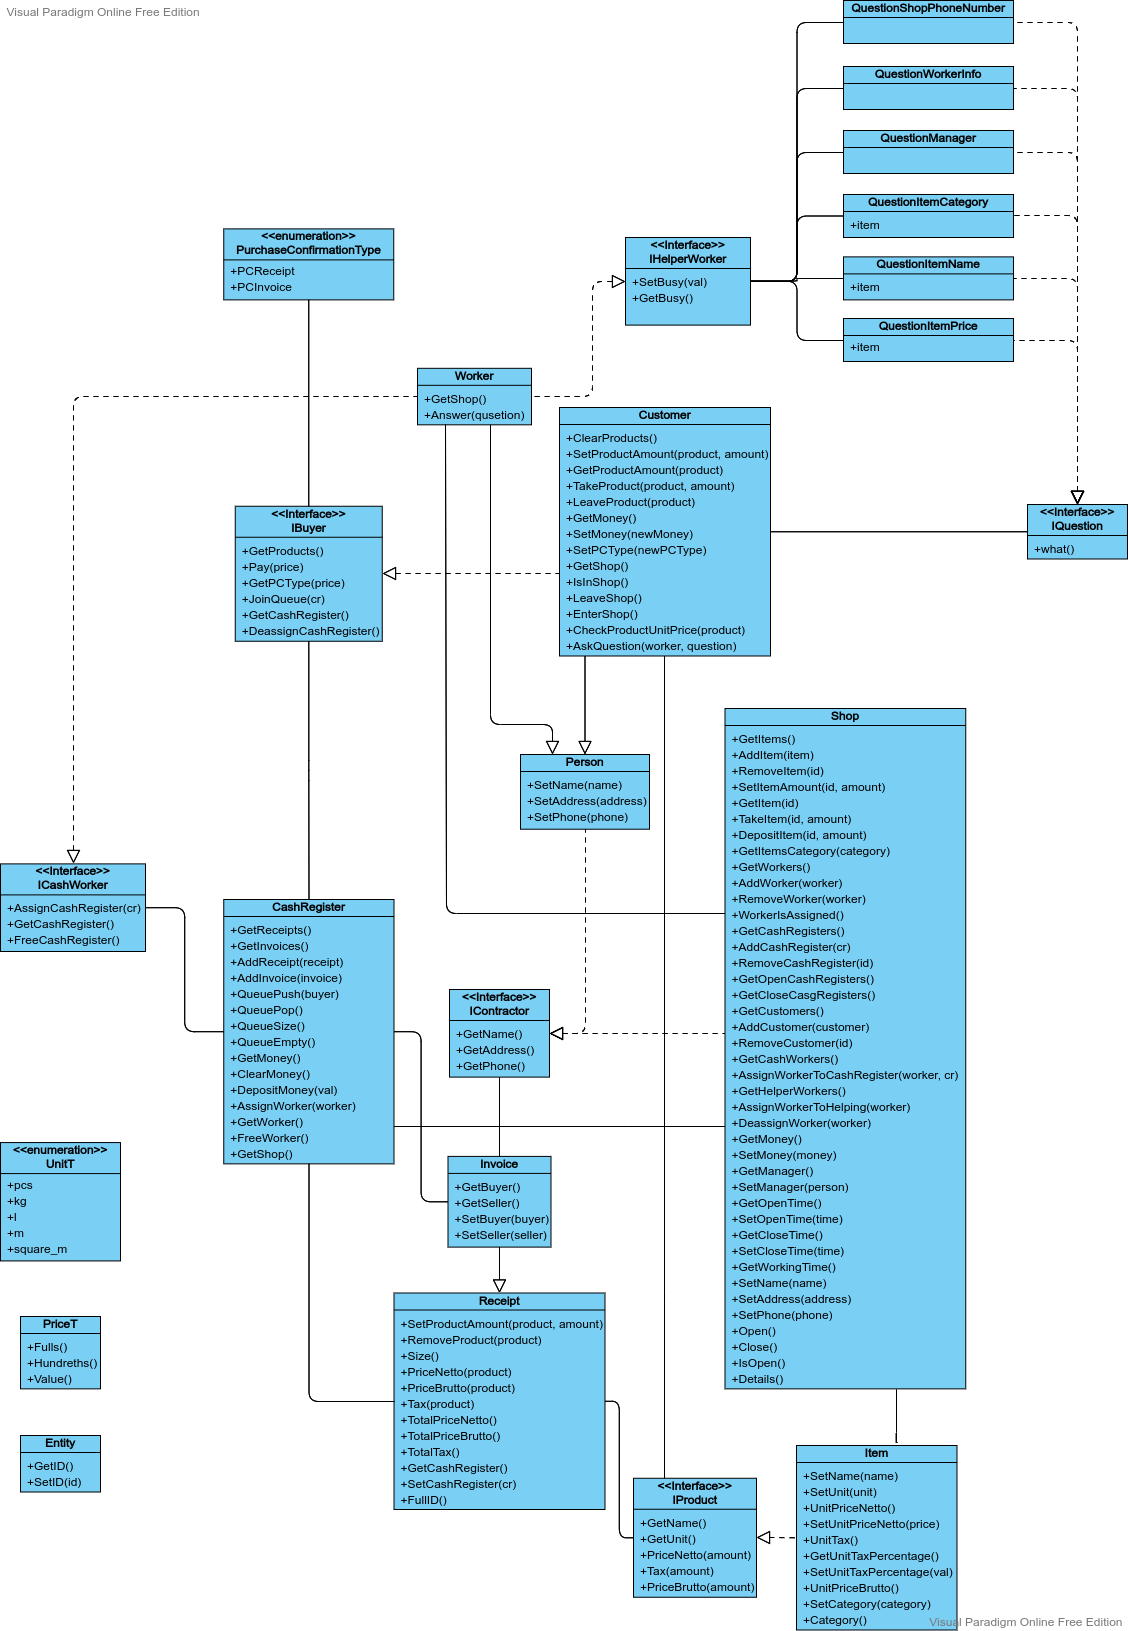 Visual Paradigm Online Free Edition
QuestionShopPhoneNumber
QuestionWorkerInfo
QuestionManager
QuestionItemCategory
+item
QuestionItemName
+item
QuestionItemPrice
+item
<<enumeration>>
PurchaseConfirmationType
+PCReceipt
+PCInvoice
<<Interface>>
IHelperWorker
+SetBusy(val)
+GetBusy()
Worker
+GetShop()
+Answer(qusetion)
Customer
+ClearProducts()
+SetProductAmount(product, amount)
+GetProductAmount(product)
+TakeProduct(product, amount)
+LeaveProduct(product)
+GetMoney()
+SetMoney(newMoney)
+SetPCType(newPCType)
+GetShop()
+IsInShop()
+LeaveShop()
+EnterShop()
+CheckProductUnitPrice(product)
+AskQuestion(worker, question)
<<Interface>>
IBuyer
+GetProducts()
+Pay(price)
+GetPCType(price)
+JoinQueue(cr)
+GetCashRegister()
+DeassignCashRegister()
<<Interface>>
IQuestion
+what()
Person
+SetName(name)
+SetAddress(address)
+SetPhone(phone)
Shop
+GetItems()
+AddItem(item)
+RemoveItem(id)
+SetItemAmount(id, amount)
+GetItem(id)
+TakeItem(id, amount)
+DepositItem(id, amount)
+GetItemsCategory(category)
+GetWorkers()
+AddWorker(worker)
+RemoveWorker(worker)
+WorkerIsAssigned()
+GetCashRegisters()
+AddCashRegister(cr)
+RemoveCashRegister(id)
+GetOpenCashRegisters()
+GetCloseCasgRegisters()
+GetCustomers()
+AddCustomer(customer)
+RemoveCustomer(id)
+GetCashWorkers()
+AssignWorkerToCashRegister(worker, cr)
+GetHelperWorkers()
+AssignWorkerToHelping(worker)
+DeassignWorker(worker)
+GetMoney()
+SetMoney(money)
+GetManager()
+SetManager(person)
+GetOpenTime()
+SetOpenTime(time)
+GetCloseTime()
+SetCloseTime(time)
+GetWorkingTime()
+SetName(name)
+SetAddress(address)
+SetPhone(phone)
+Open()
+Close()
+IsOpen()
+Details()
<<Interface>>
ICashWorker
+AssignCashRegister(cr)
+GetCashRegister()
+FreeCashRegister()
CashRegister
+GetReceipts()
+GetInvoices()
+AddReceipt(receipt)
+AddInvoice(invoice)
+QueuePush(buyer)
+QueuePop()
+QueueSize()
+QueueEmpty()
+GetMoney()
+ClearMoney()
+DepositMoney(val)
+AssignWorker(worker)
+GetWorker()
+FreeWorker()
+GetShop()
<<Interface>>
IContractor
+GetName()
+GetAddress()
+GetPhone()
<<enumeration>>
UnitT
+pcs
+kg
+l
+m
+square_m
Invoice
+GetBuyer()
+GetSeller()
+SetBuyer(buyer)
+SetSeller(seller)
Receipt
+SetProductAmount(product, amount)
+RemoveProduct(product)
+Size()
+PriceNetto(product)
+PriceBrutto(product)
+Tax(product)
+TotalPriceNetto()
+TotalPriceBrutto()
+TotalTax()
+GetCashRegister()
+SetCashRegister(cr)
+FullID()
PriceT
+Fulls()
+Hundreths()
+Value()
Entity
+GetID()
+SetID(id)
<<Interface>>
IProduct
+GetName()
+GetUnit()
+PriceNetto(amount)
+Tax(amount)
+PriceBrutto(amount)
Item
+SetName(name)
+SetUnit(unit)
+UnitPriceNetto()
+SetUnitPriceNetto(price)
+UnitTax()
+GetUnitTaxPercentage()
+SetUnitTaxPercentage(val)
+UnitPriceBrutto()
+SetCategory(category)
+Category()
Visual Paradigm Online Free Edition